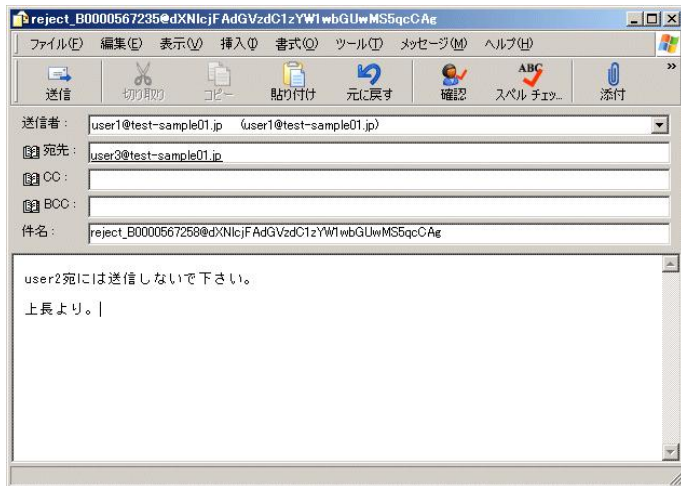 reject_B0000567235@dXNlcjFAdGVzdC1zYW1wbGUwMS5qcCAg
ファイル(F) 編集(E) 表示(V) 挿入(I) 書式(O) ツール(T) メッセージ(M) ヘルプ(H)
送信 切り取り コピー 貼り付け 元に戻す 確認 スペル チェッ... 添付 »
送信者: user1@test-sample01.jp (user1@test-sample01.jp)
宛先: user3@test-sample01.jp
CC:
BCC:
件名: reject_B0000567258@dXNlcjFAdGVzdC1zYW1wbGUwMS5qcCAg
user2宛には送信しないで下さい。
上長より。